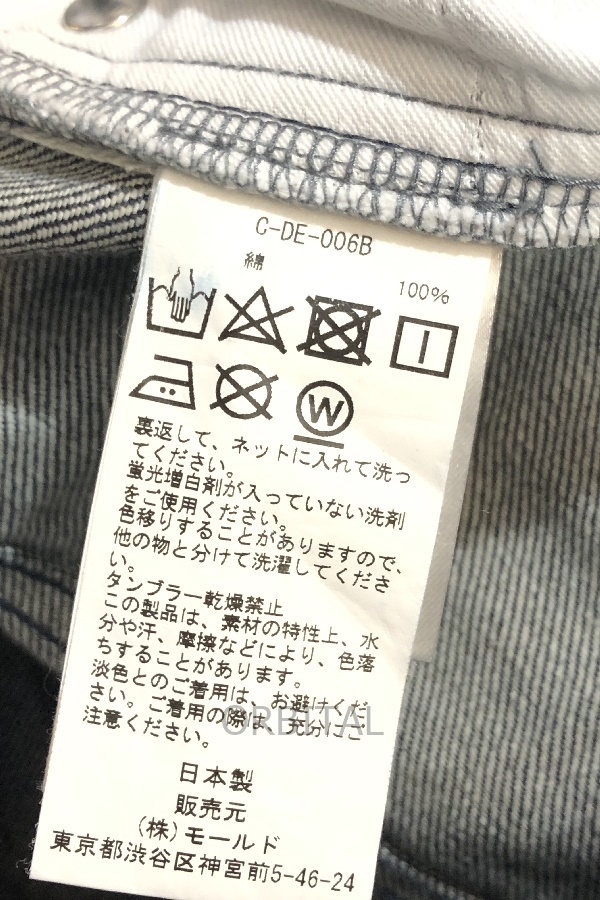 C-DE-006B
綿 100%
W
裏返して、ネットに入れて洗っ
てください。
蛍光増白剤が入っていない洗剤
をご使用ください。
色移りすることがありますので、
他の物と分けて洗濯してくださ
い。
タンブラー乾燥禁止
この製品は、素材の特性上、水
分や汗、摩擦などにより、色落
ちすることがあります。
淡色とのご着用は、お避けくだ
さい。ご着用の際は、充分にご
注意ください。
ORBITAL
日本製
販売元
(株)モールド
東京都渋谷区神宮前5-46-24